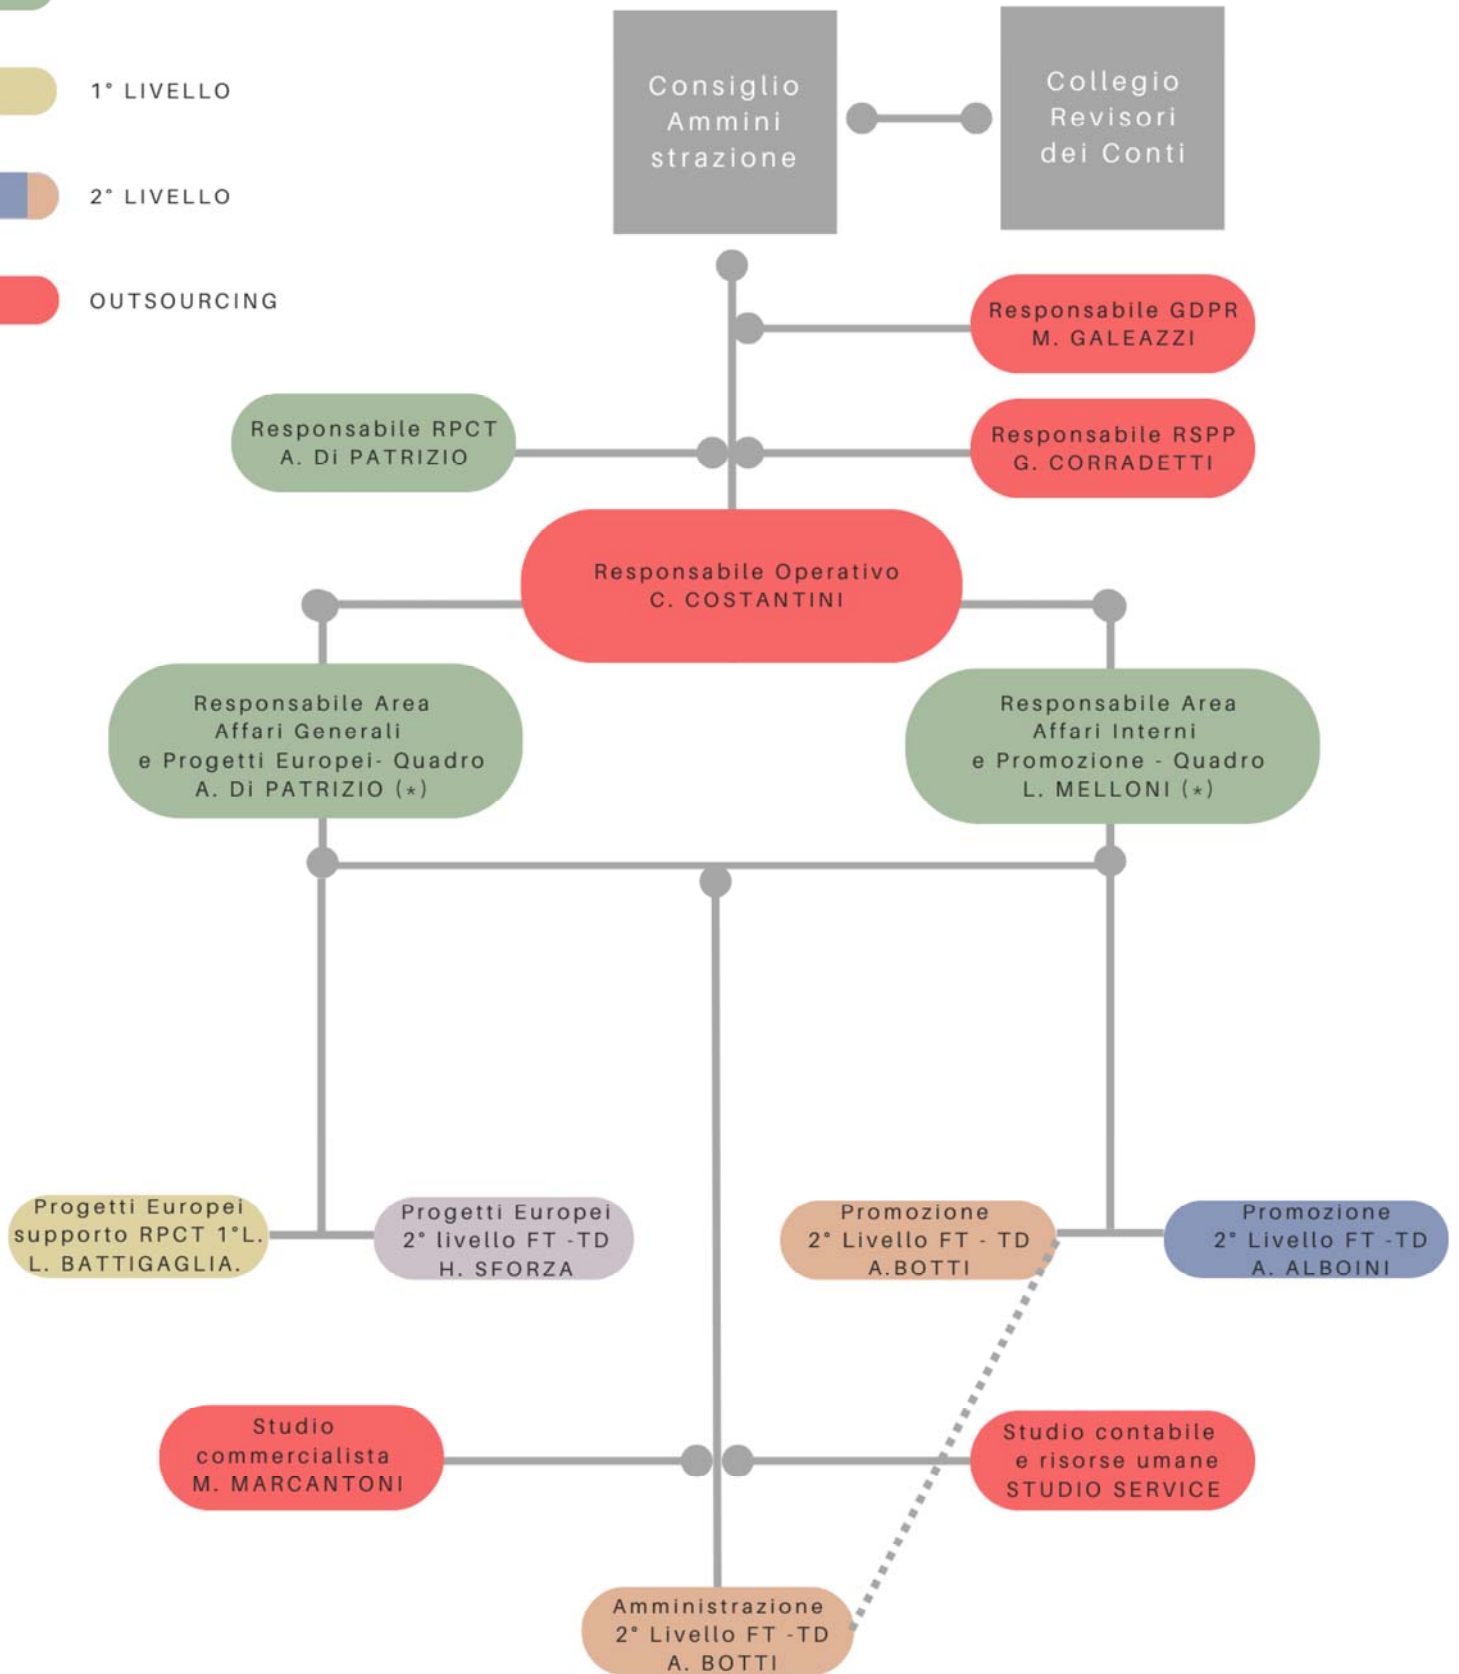 1° LIVELLO
2° LIVELLO
OUTSOURCING
Consiglio
Ammini
strazione
Collegio
Revisori
dei Conti
Responsabile GDPR
M. GALEAZZI
Responsabile RPCT
A. Di PATRIZIO
Responsabile RSPP
G. CORRADETTI
Responsabile Operativo
C. COSTANTINI
Responsabile Area
Affari Generali
e Progetti Europei- Quadro
A. Di PATRIZIO (*)
Responsabile Area
Affari Interni
e Promozione - Quadro
L. MELLONI (*)
Progetti Europei
supporto RPCT 1°L.
L. BATTIGAGLIA.
Progetti Europei
2° livello FT -TD
H. SFORZA
Promozione
2° Livello FT - TD
A.BOTTI
Promozione
2° Livello FT -TD
A. ALBOINI
Studio
commercialista
M. MARCANTONI
Studio contabile
e risorse umane
STUDIO SERVICE
Amministrazione
2° Livello FT -TD
A. BOTTI